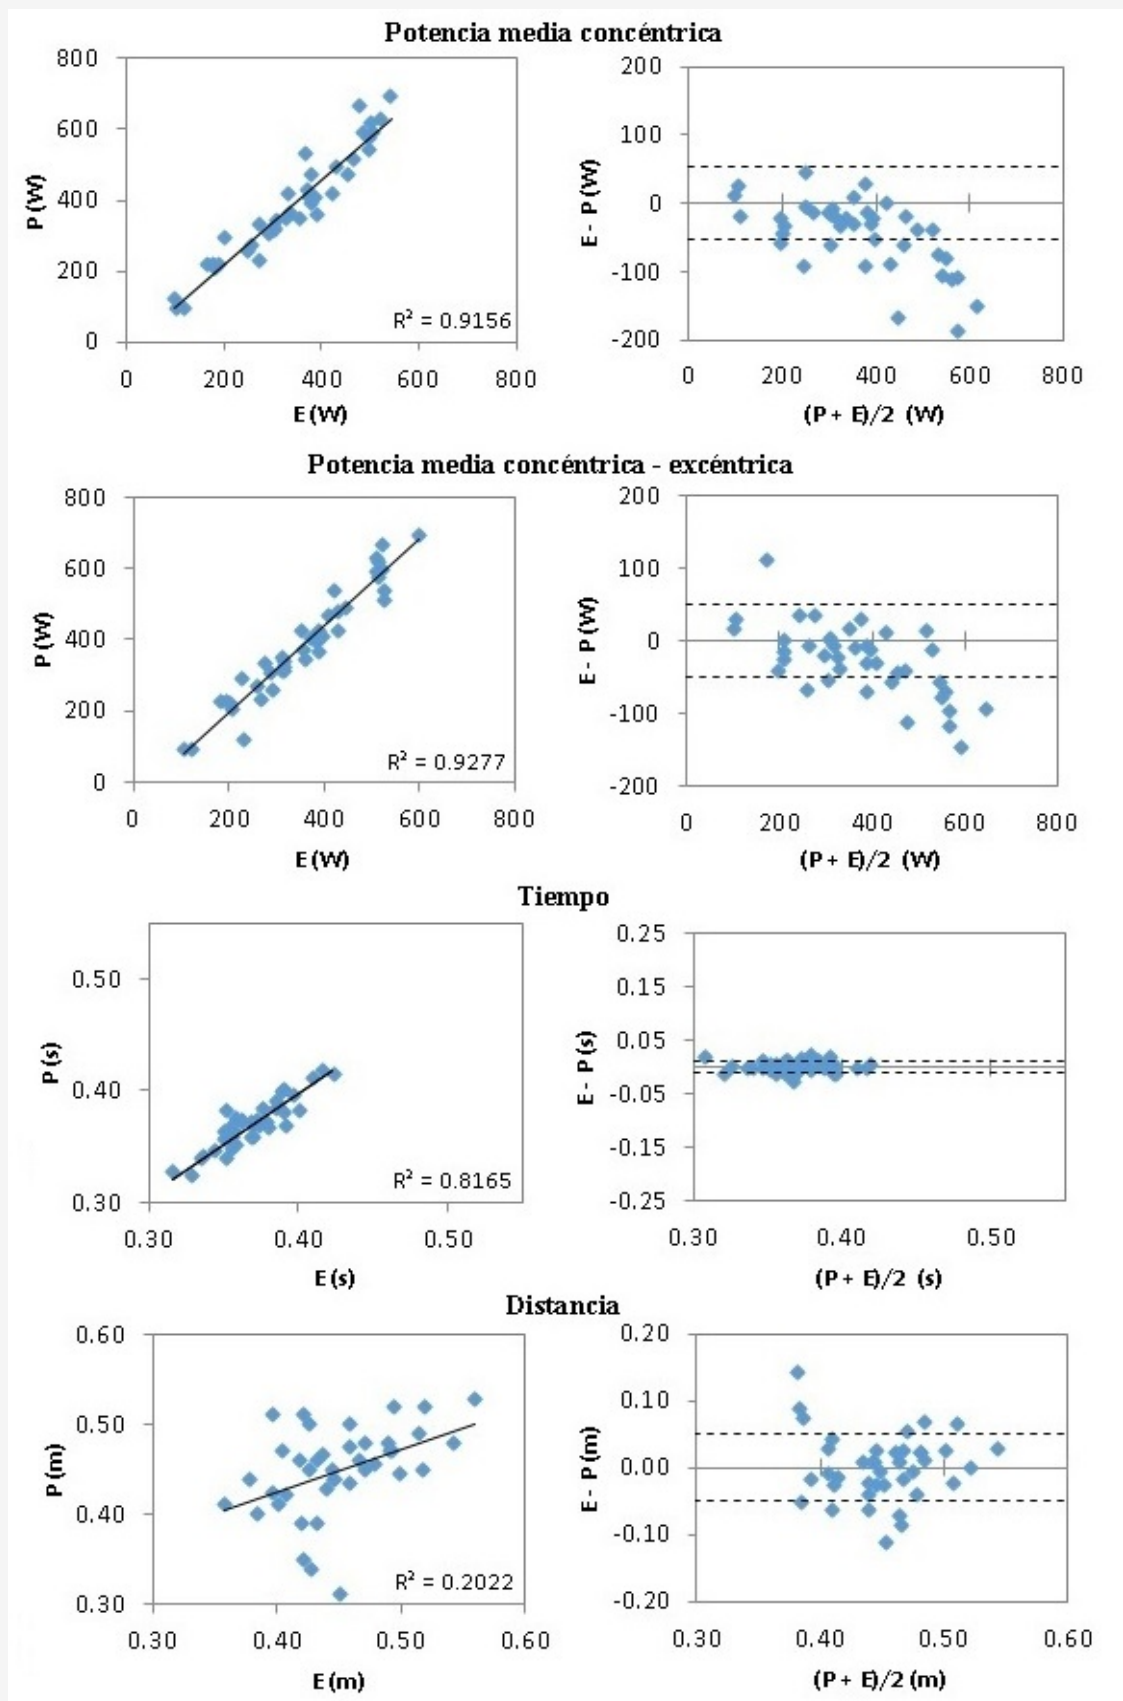 Potencia media concéntrica
800
600
400
200
0
P (W)
R² = 0.9156
0 200 400 600 800
E (W)
200
100
0
-100
-200
E - P (W)
0 200 400 600 800
(P + E)/2 (W)
Potencia media concéntrica - excéntrica
800
600
400
200
0
P (W)
R² = 0.9277
0 200 400 600 800
E (W)
200
100
0
-100
-200
E - P (W)
0 200 400 600 800
(P + E)/2 (W)
Tiempo
0.50
0.40
0.30
P (s)
R² = 0.8165
0.30 0.40 0.50
E (s)
0.25
0.15
0.05
-0.05
-0.15
-0.25
E - P (s)
0.30 0.40 0.50
(P + E)/2 (s)
Distancia
0.60
0.50
0.40
0.30
P (m)
R² = 0.2022
0.30 0.40 0.50 0.60
E (m)
0.20
0.10
0.00
-0.10
-0.20
E - P (m)
0.30 0.40 0.50 0.60
(P + E)/2 (m)